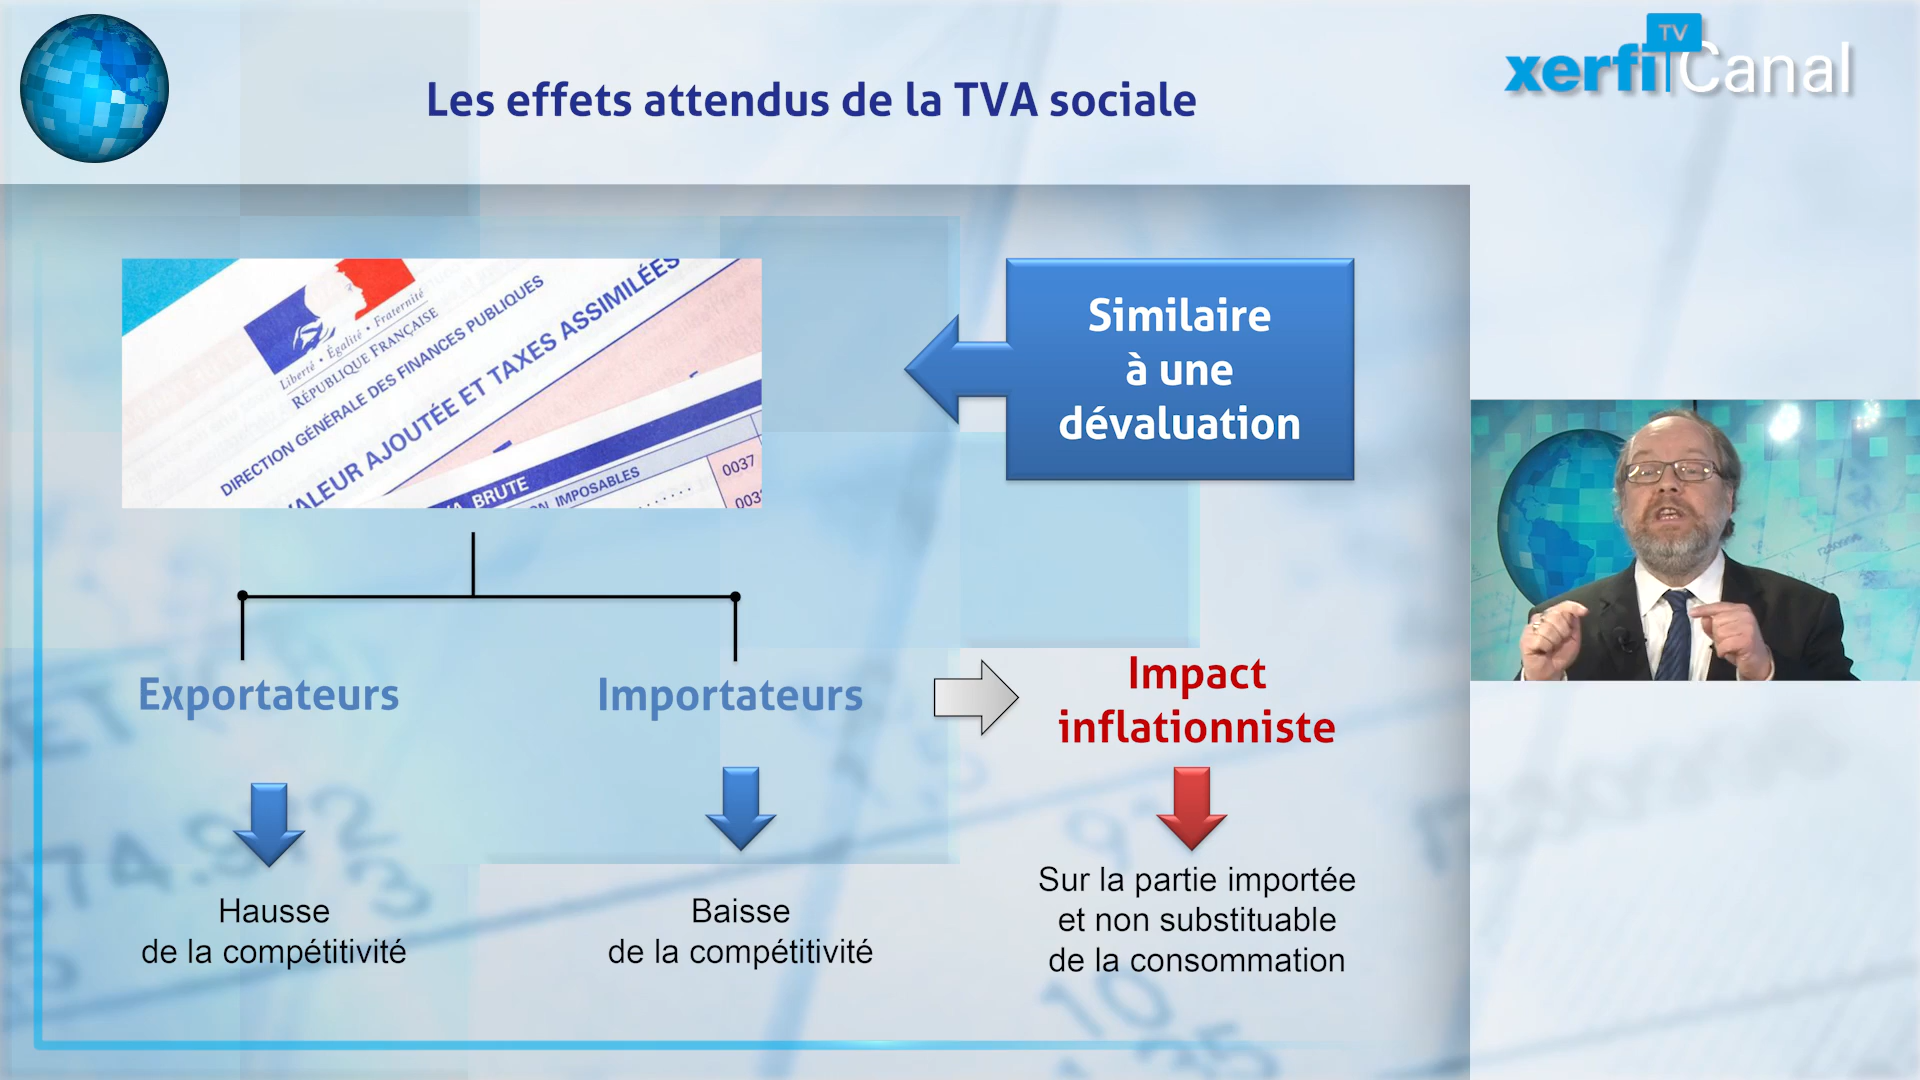 Les effets attendus de la TVA sociale
xerfi TV Canal
Liberté • Égalité • Fraternité
RÉPUBLIQUE FRANÇAISE
DIRECTION GÉNÉRALE DES FINANCES PUBLIQUES
VALEUR AJOUTÉE ET TAXES ASSIMILÉES
BRUTE
IMPOSABLES
0037
Similaire
à une
dévaluation
Exportateurs
Importateurs
Impact
inflationniste
Hausse
de la compétitivité
Baisse
de la compétitivité
Sur la partie importée
et non substituable
de la consommation